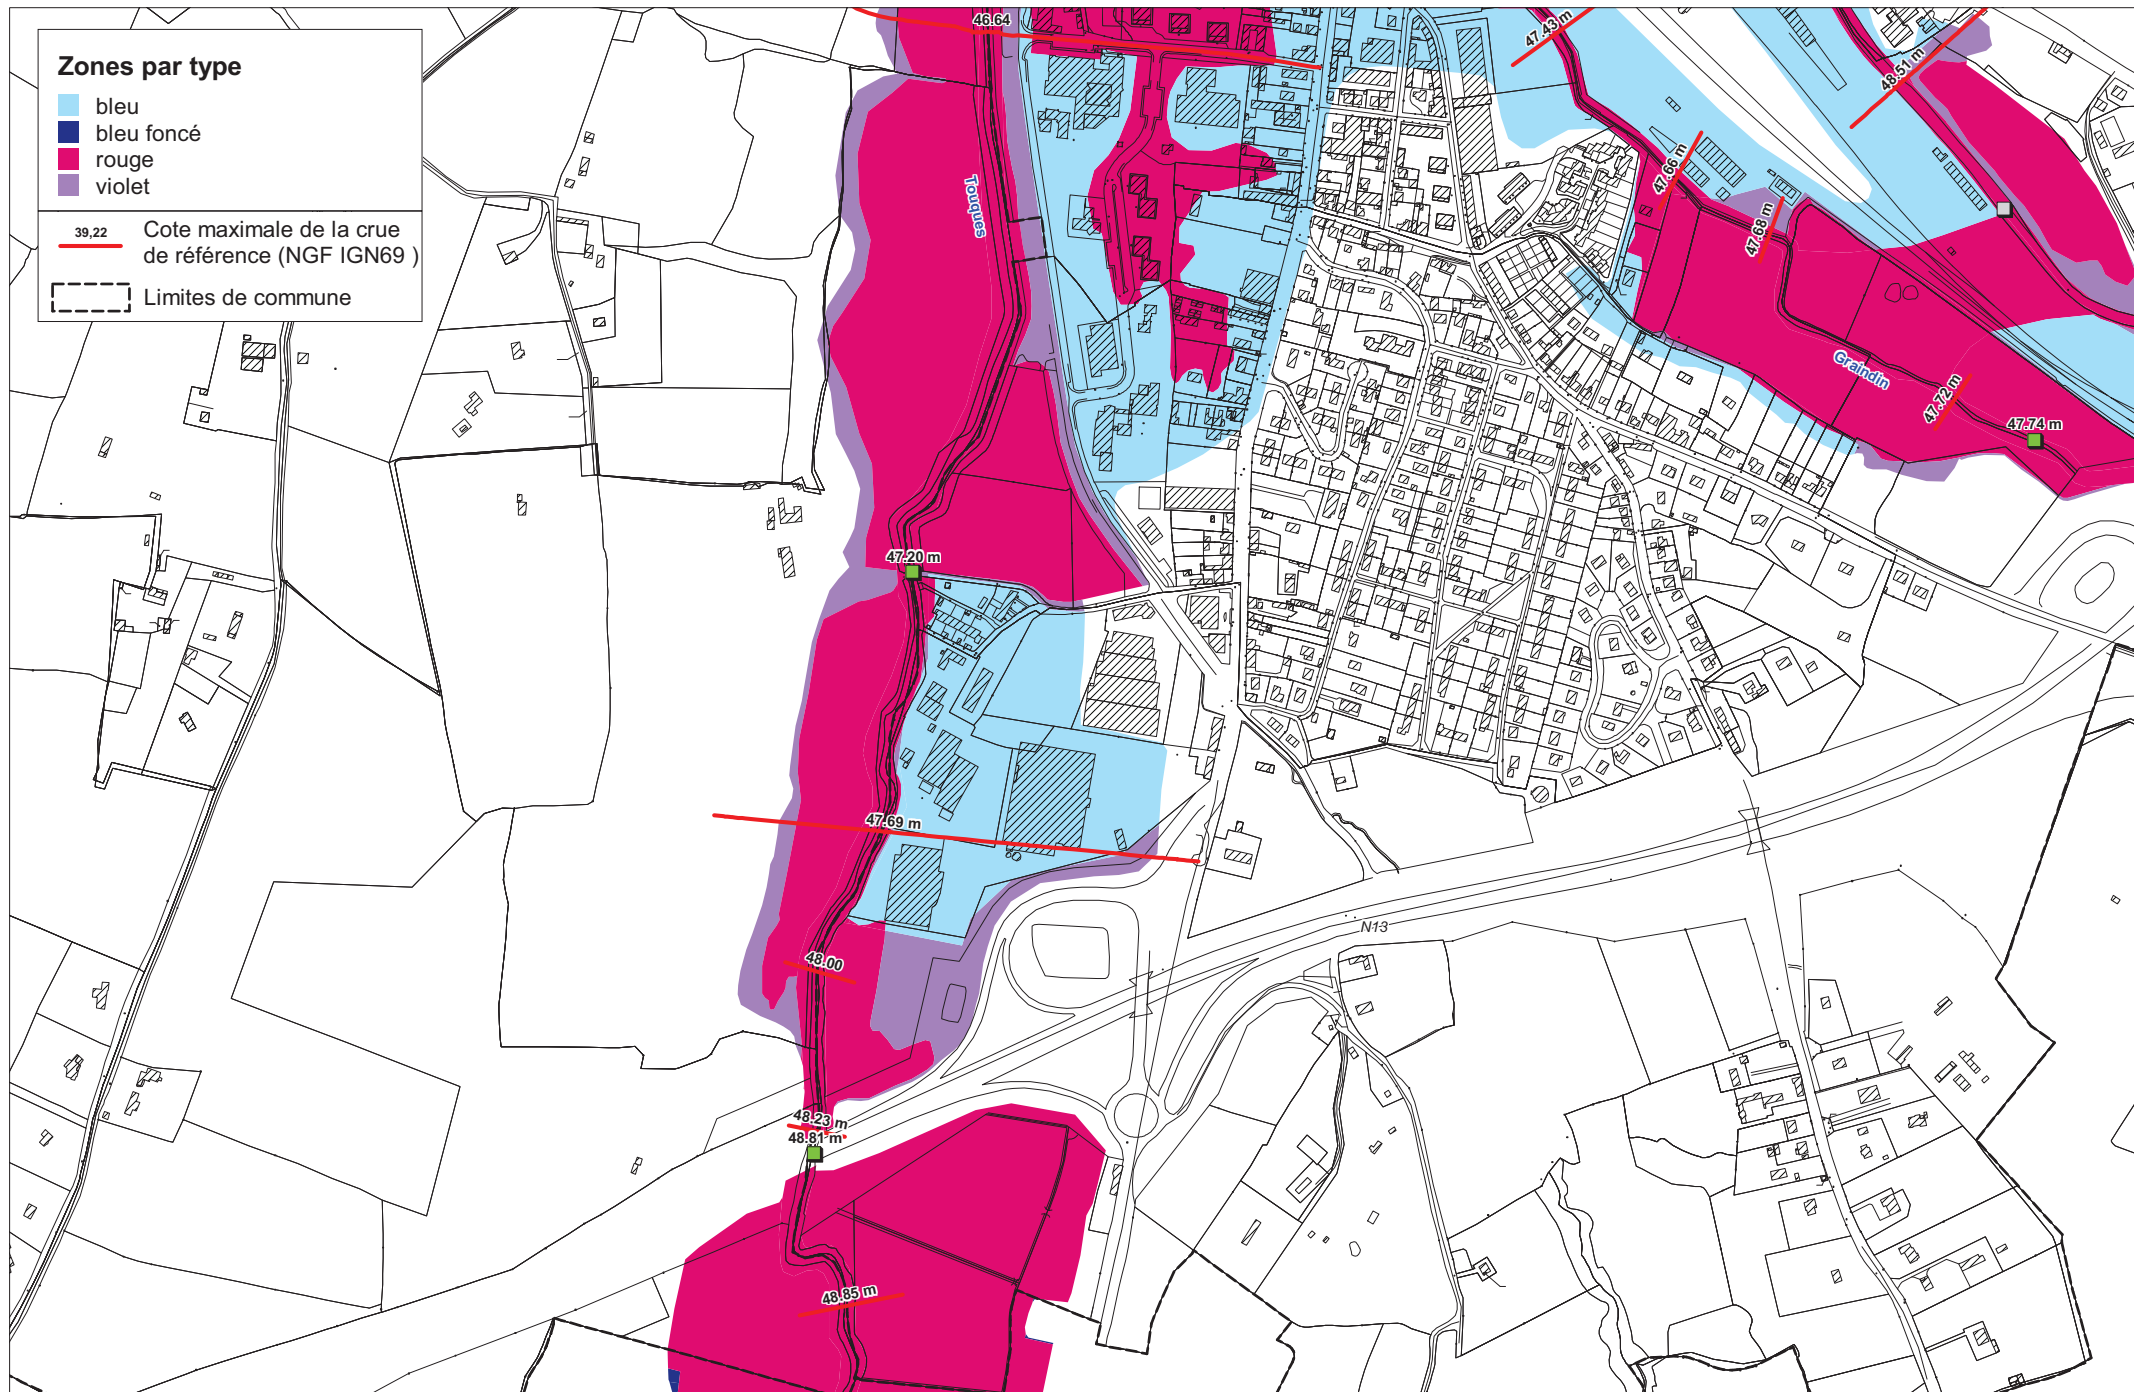 Zones par type
bleu
bleu foncé
rouge
violet
39,22
Cote maximale de la crue
de référence (NGF IGN69 )
Limites de commune
46.64
47.43 m
48.51 m
47.66 m
47.68 m
Touques
Graindin
47.72 m
47.74 m
47.20 m
47.69 m
N13
48.00
48.23 m
48.81 m
48.85 m